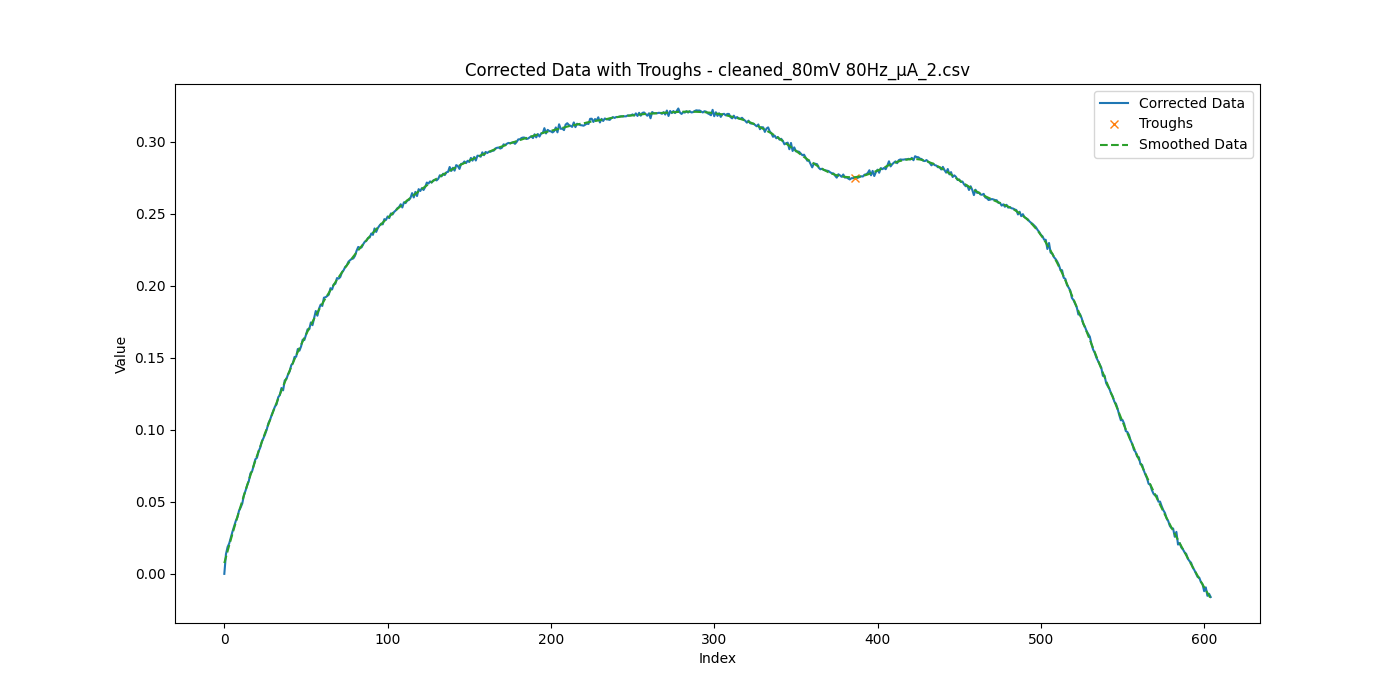 Corrected Data with Troughs - cleaned_80mV 80Hz_μA_2.csv
Corrected Data
Troughs
Smoothed Data
Value
0.30
0.25
0.20
0.15
0.10
0.05
0.00
0 100 200 300 400 500 600
Index